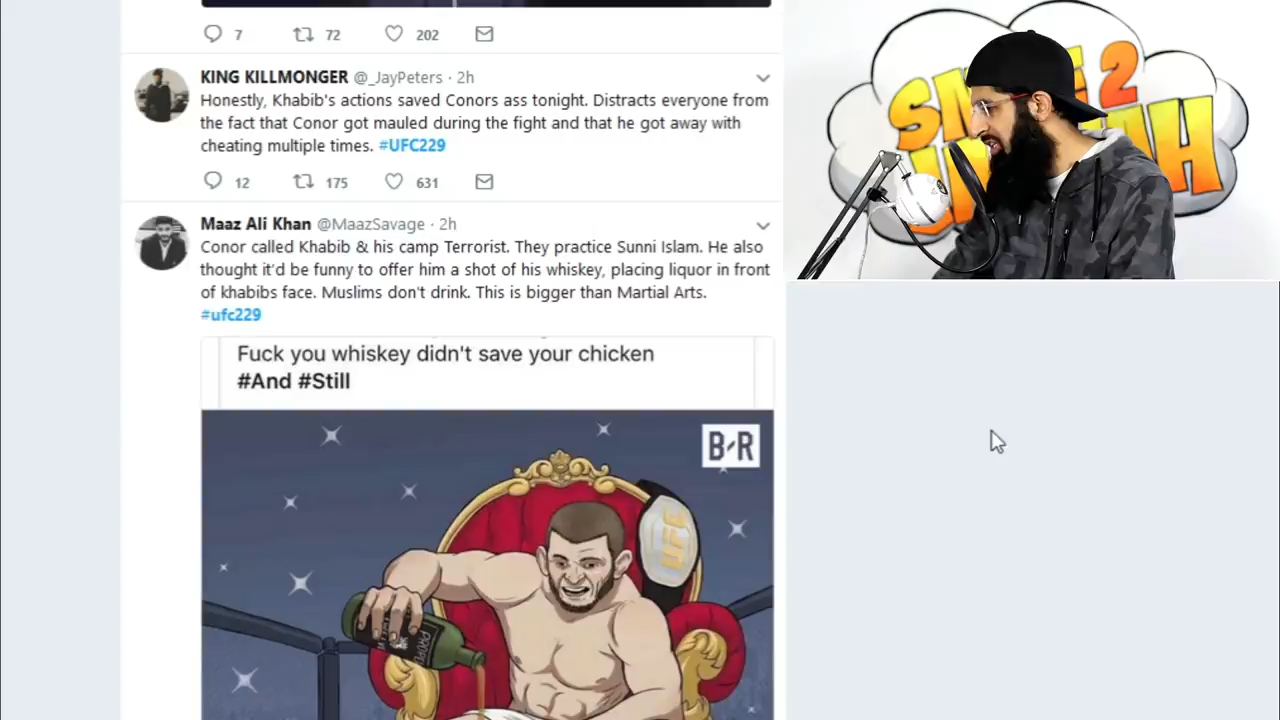 7 72 202
KING KILLMONGER @_JayPeters · 2h
Honestly, Khabib's actions saved Conors ass tonight. Distracts everyone from
the fact that Conor got mauled during the fight and that he got away with
cheating multiple times. #UFC229
12 175 631
Maaz Ali Khan @MaazSavage · 2h
Conor called Khabib & his camp Terrorist. They practice Sunni Islam. He also
thought it'd be funny to offer him a shot of his whiskey, placing liquor in front
of khabibs face. Muslims don't drink. This is bigger than Martial Arts.
#ufc229
Fuck you whiskey didn't save your chicken
#And #Still
B-R
UFC
2